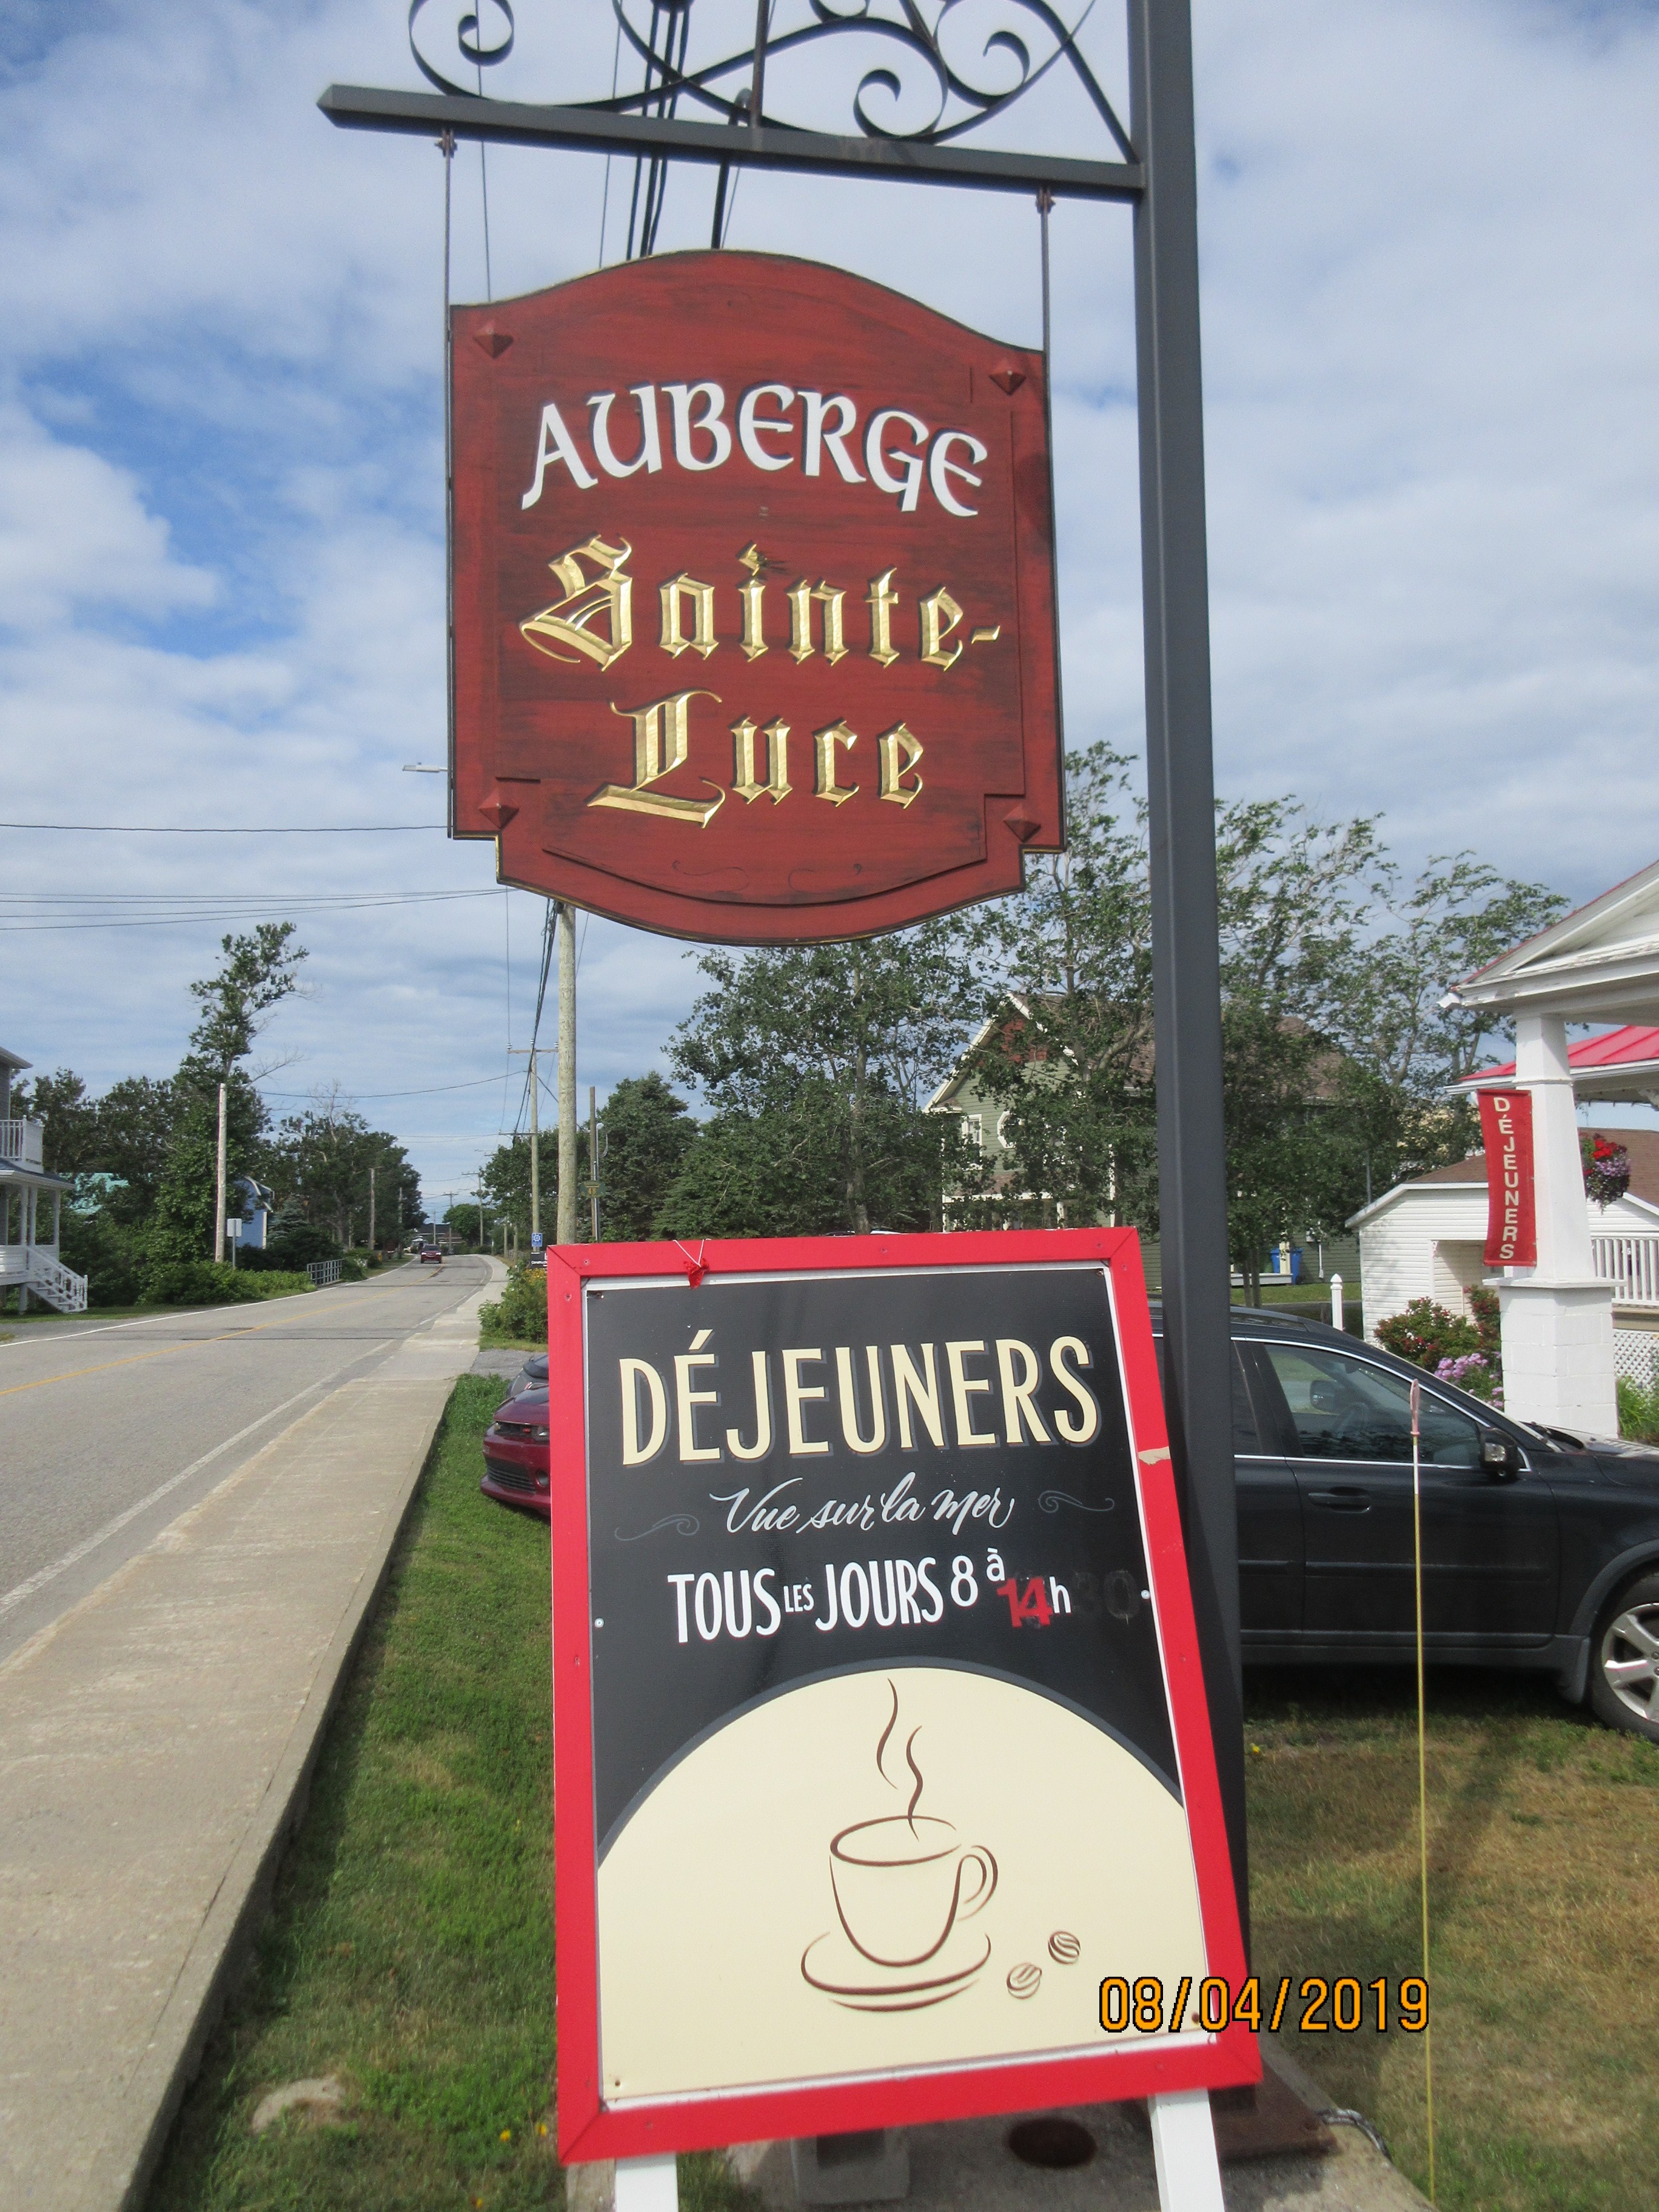 AUBERGE
Sainte-
Luce
DÉJEUNERS
DÉJEUNERS
Vue sur la mer
TOUS LES JOURS 8 à 14h
08/04/2019